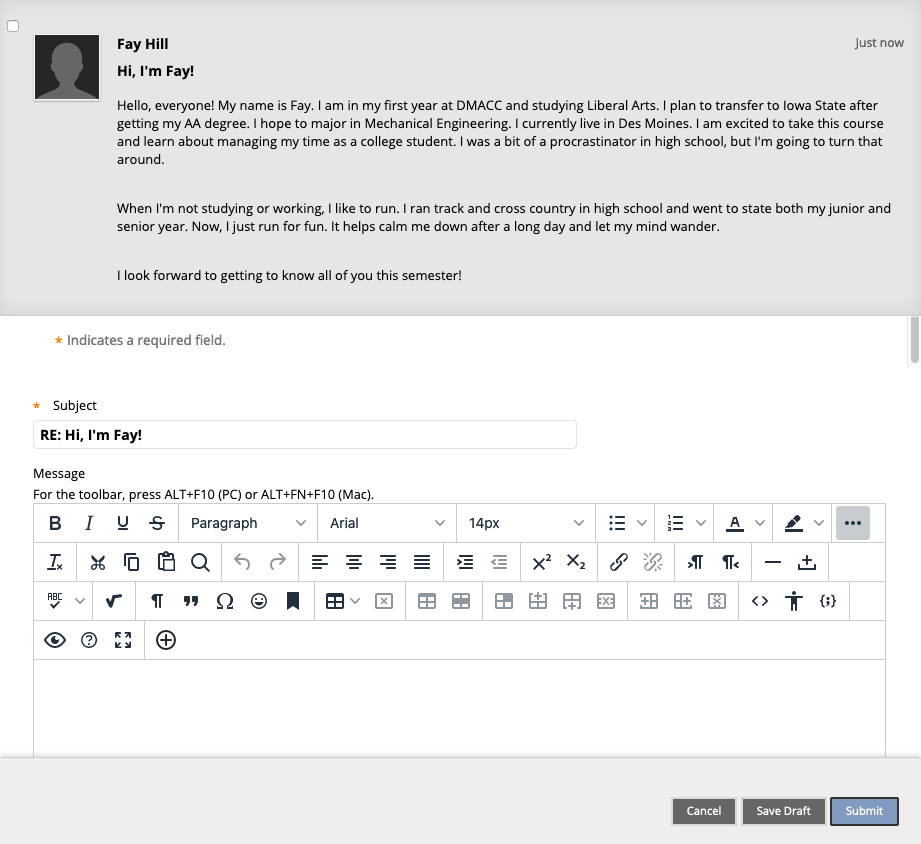 Fay Hill
Just now
Hi, I'm Fay!
Hello, everyone! My name is Fay. I am in my first year at DMACC and studying Liberal Arts. I plan to transfer to Iowa State after
getting my AA degree. I hope to major in Mechanical Engineering. I currently live in Des Moines. I am excited to take this course
and learn about managing my time as a college student. I was a bit of a procrastinator in high school, but I'm going to turn that
around.
When I'm not studying or working, I like to run. I ran track and cross country in high school and went to state both my junior and
senior year. Now, I just run for fun. It helps calm me down after a long day and let my mind wander.
I look forward to getting to know all of you this semester!
* Indicates a required field.
* Subject
RE: Hi, I'm Fay!
Message
For the toolbar, press ALT+F10 (PC) or ALT+FN+F10 (Mac).
B I U S Paragraph Arial 14px A
Cancel Save Draft Submit